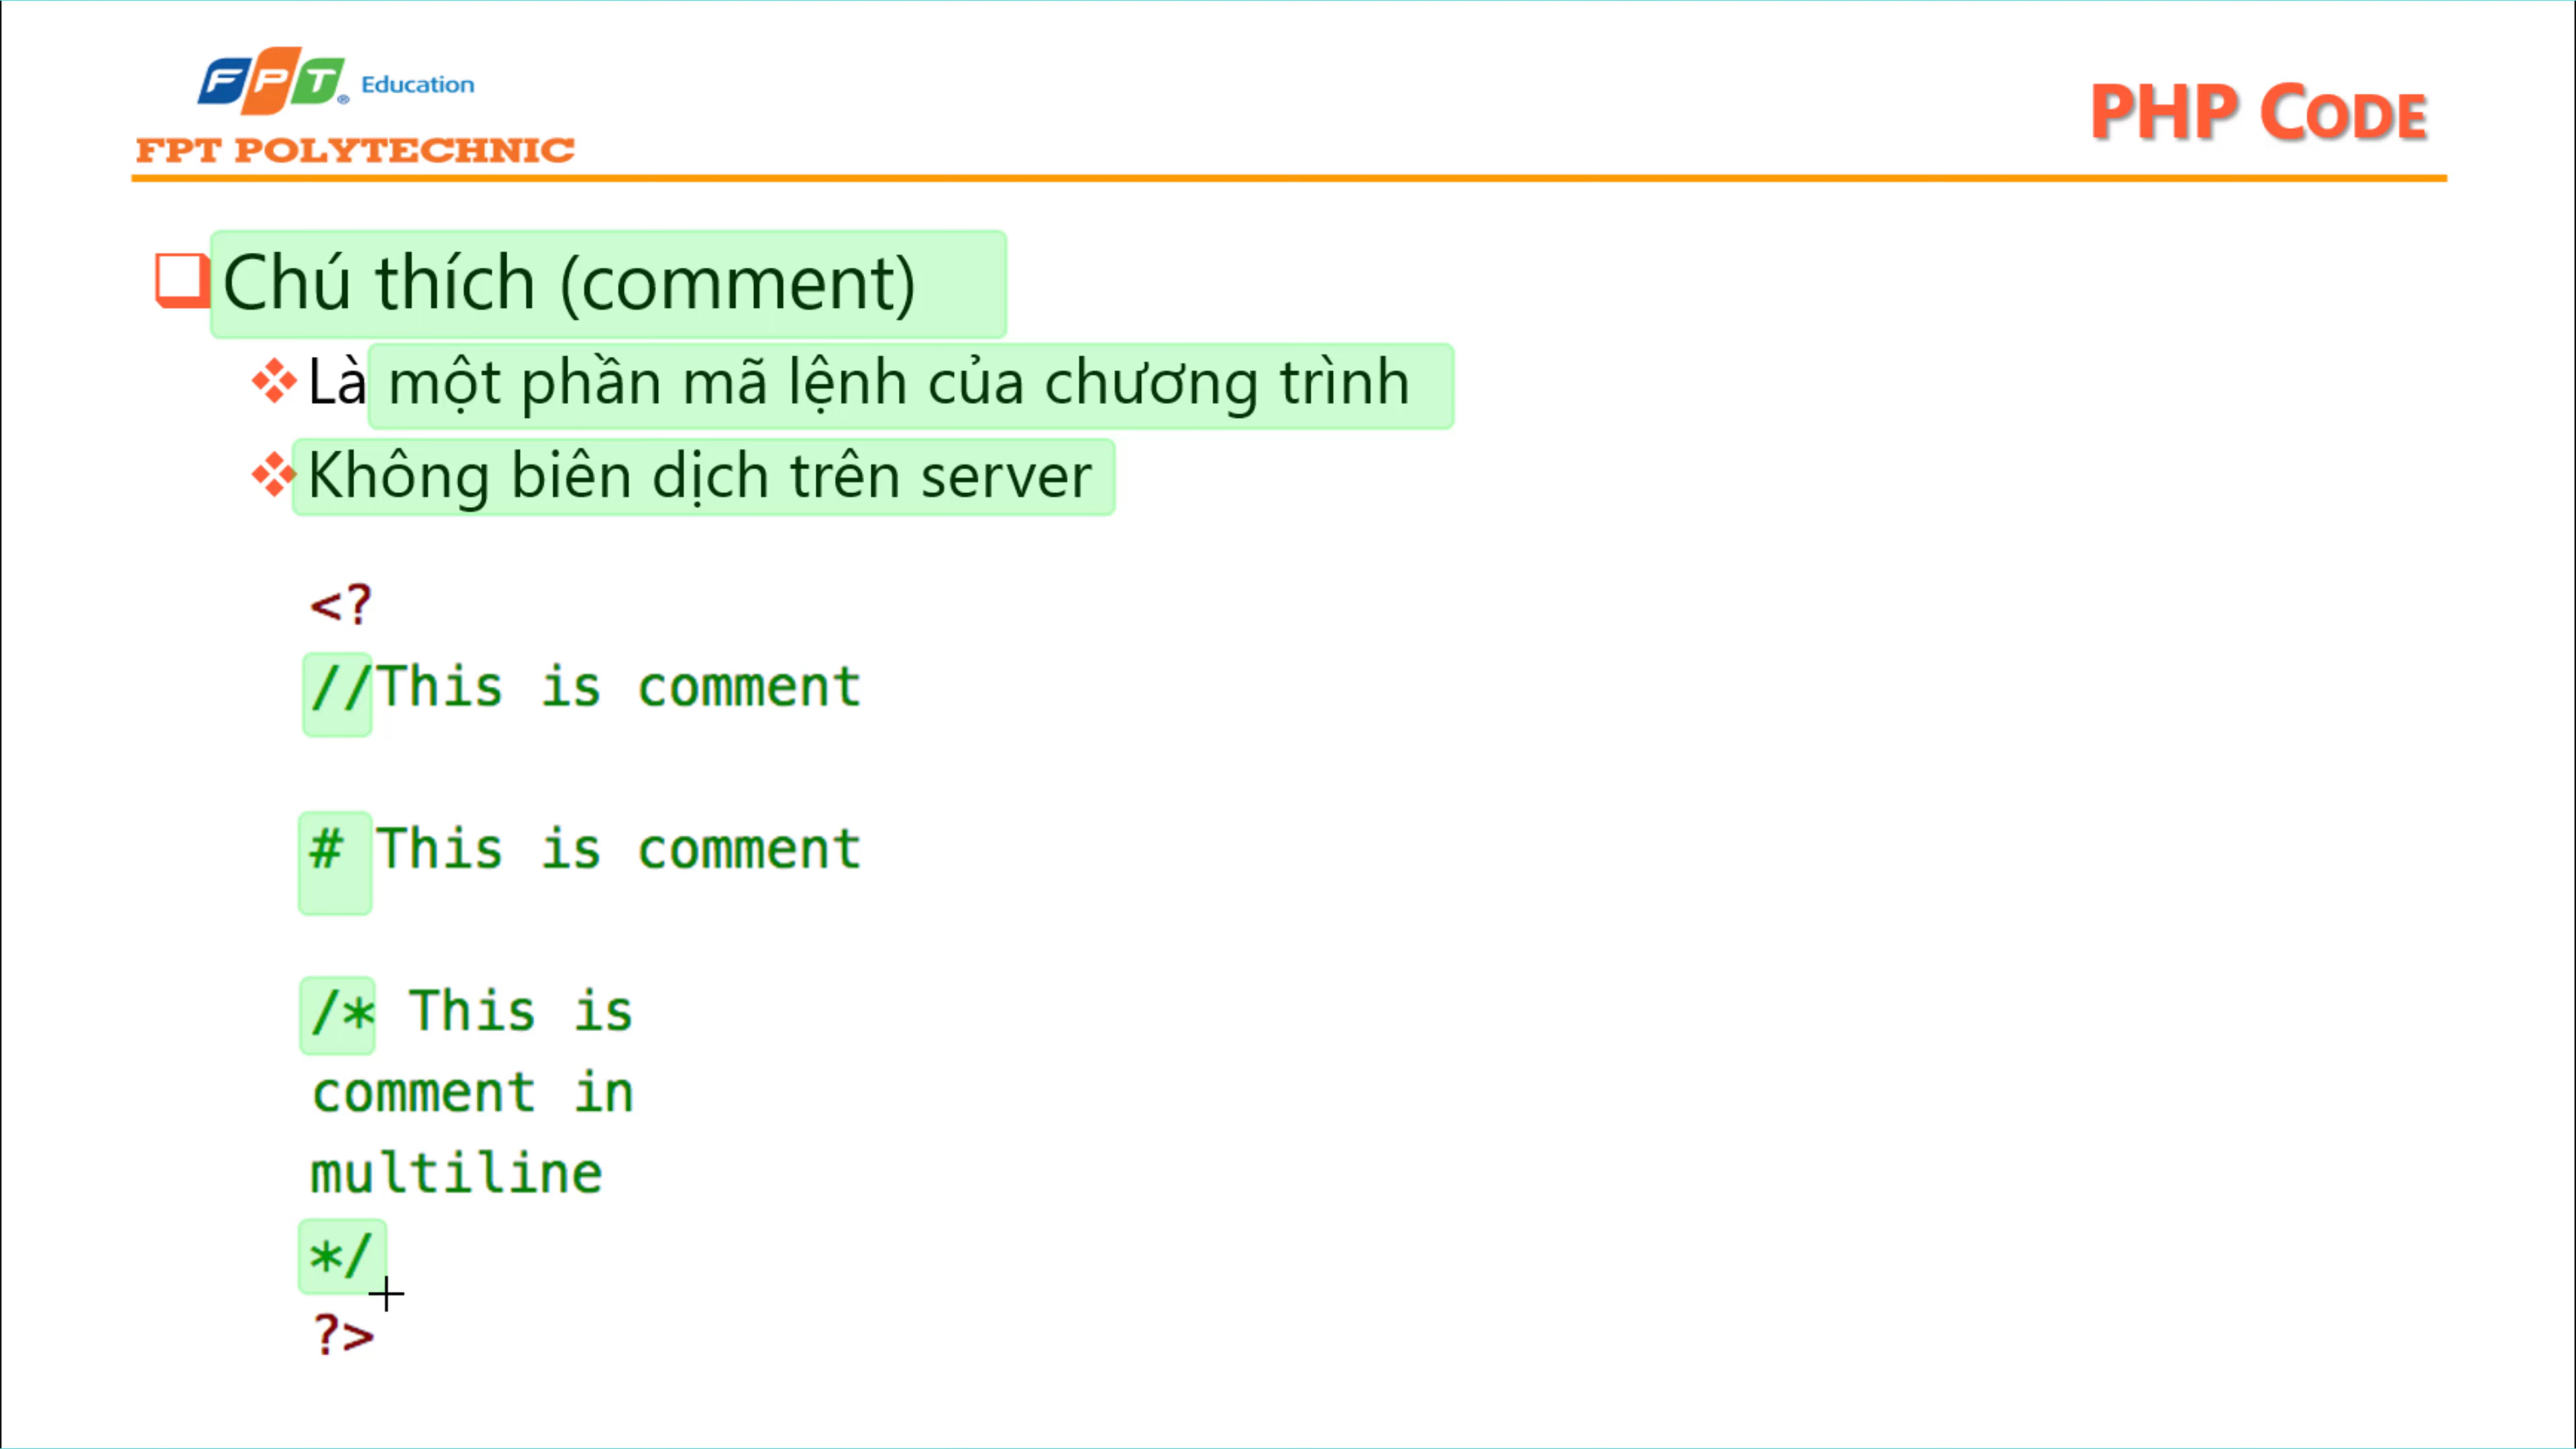 FPT Education
FPT POLYTECHNIC
PHP CODE
Chú thích (comment)
Là một phần mã lệnh của chương trình
Không biên dịch trên server
<?
//This is comment
# This is comment
/* This is
comment in
multiline
*/
?>